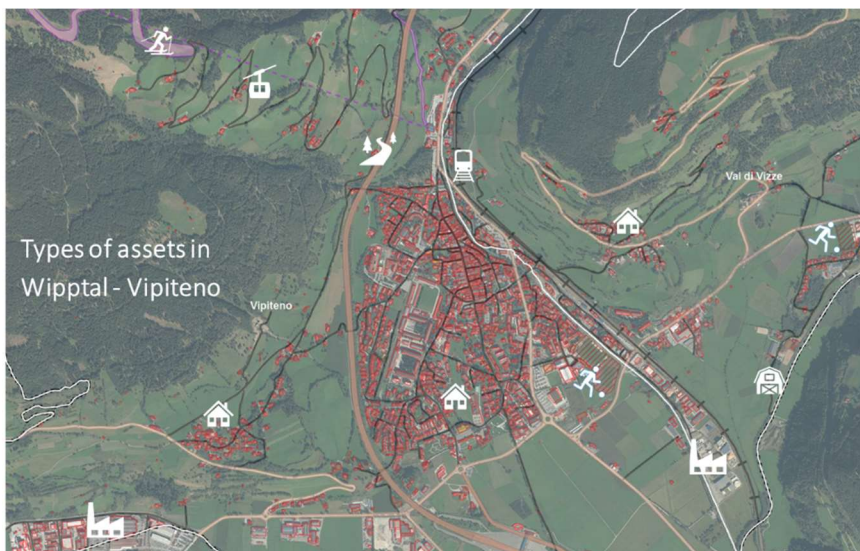 Val di Vizze
Types of assets in
Wipptal - Vipiteno
Vipiteno